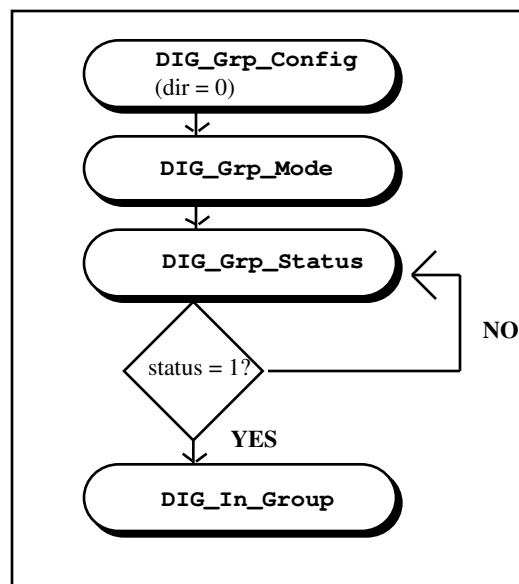 DIG_Grp_Config
(dir = 0)
DIG_Grp_Mode
DIG_Grp_Status
NO
status = 1?
YES
DIG_In_Group